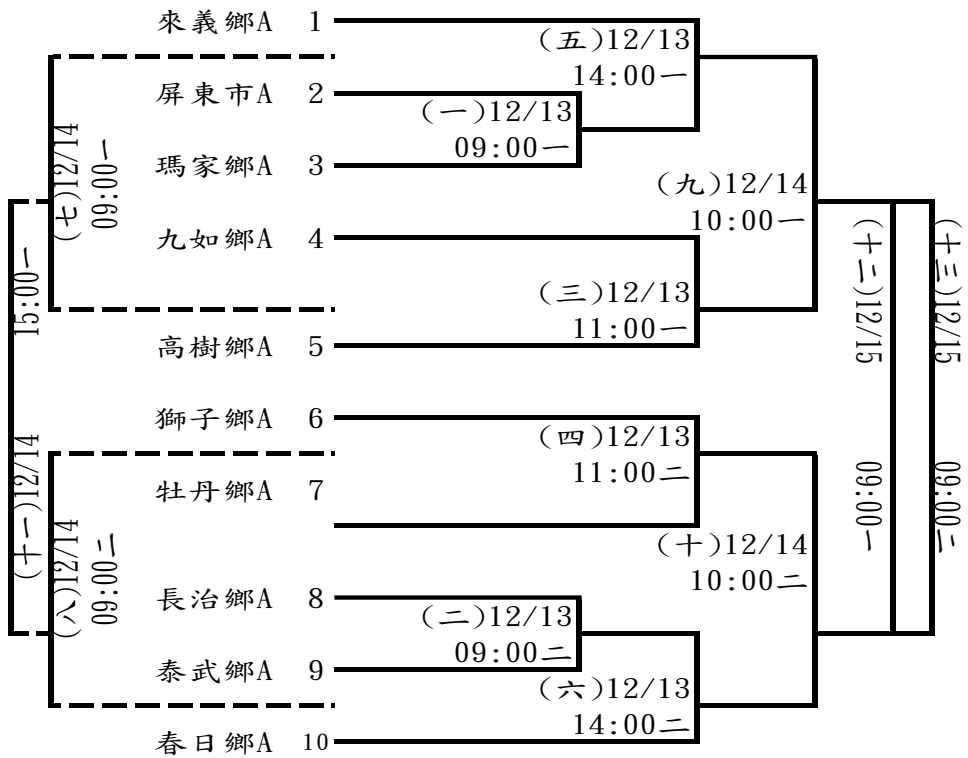 來義鄉A 1
(五)12/13
14:00一
屏東市A 2
(一)12/13
09:00一
瑪家鄉A 3
(七)12/14
09:00一
(九)12/14
10:00一
九如鄉A 4
(三)12/13
11:00一
高樹鄉A 5
獅子鄉A 6
(四)12/13
11:00二
牡丹鄉A 7
(十)12/14
10:00二
(八)12/14
09:00二
長治鄉A 8
(二)12/13
09:00二
泰武鄉A 9
(六)12/13
14:00二
春日鄉A 10
(十一)12/14 15:00一
(十二)12/15 09:00一
(十三)12/15 09:00二